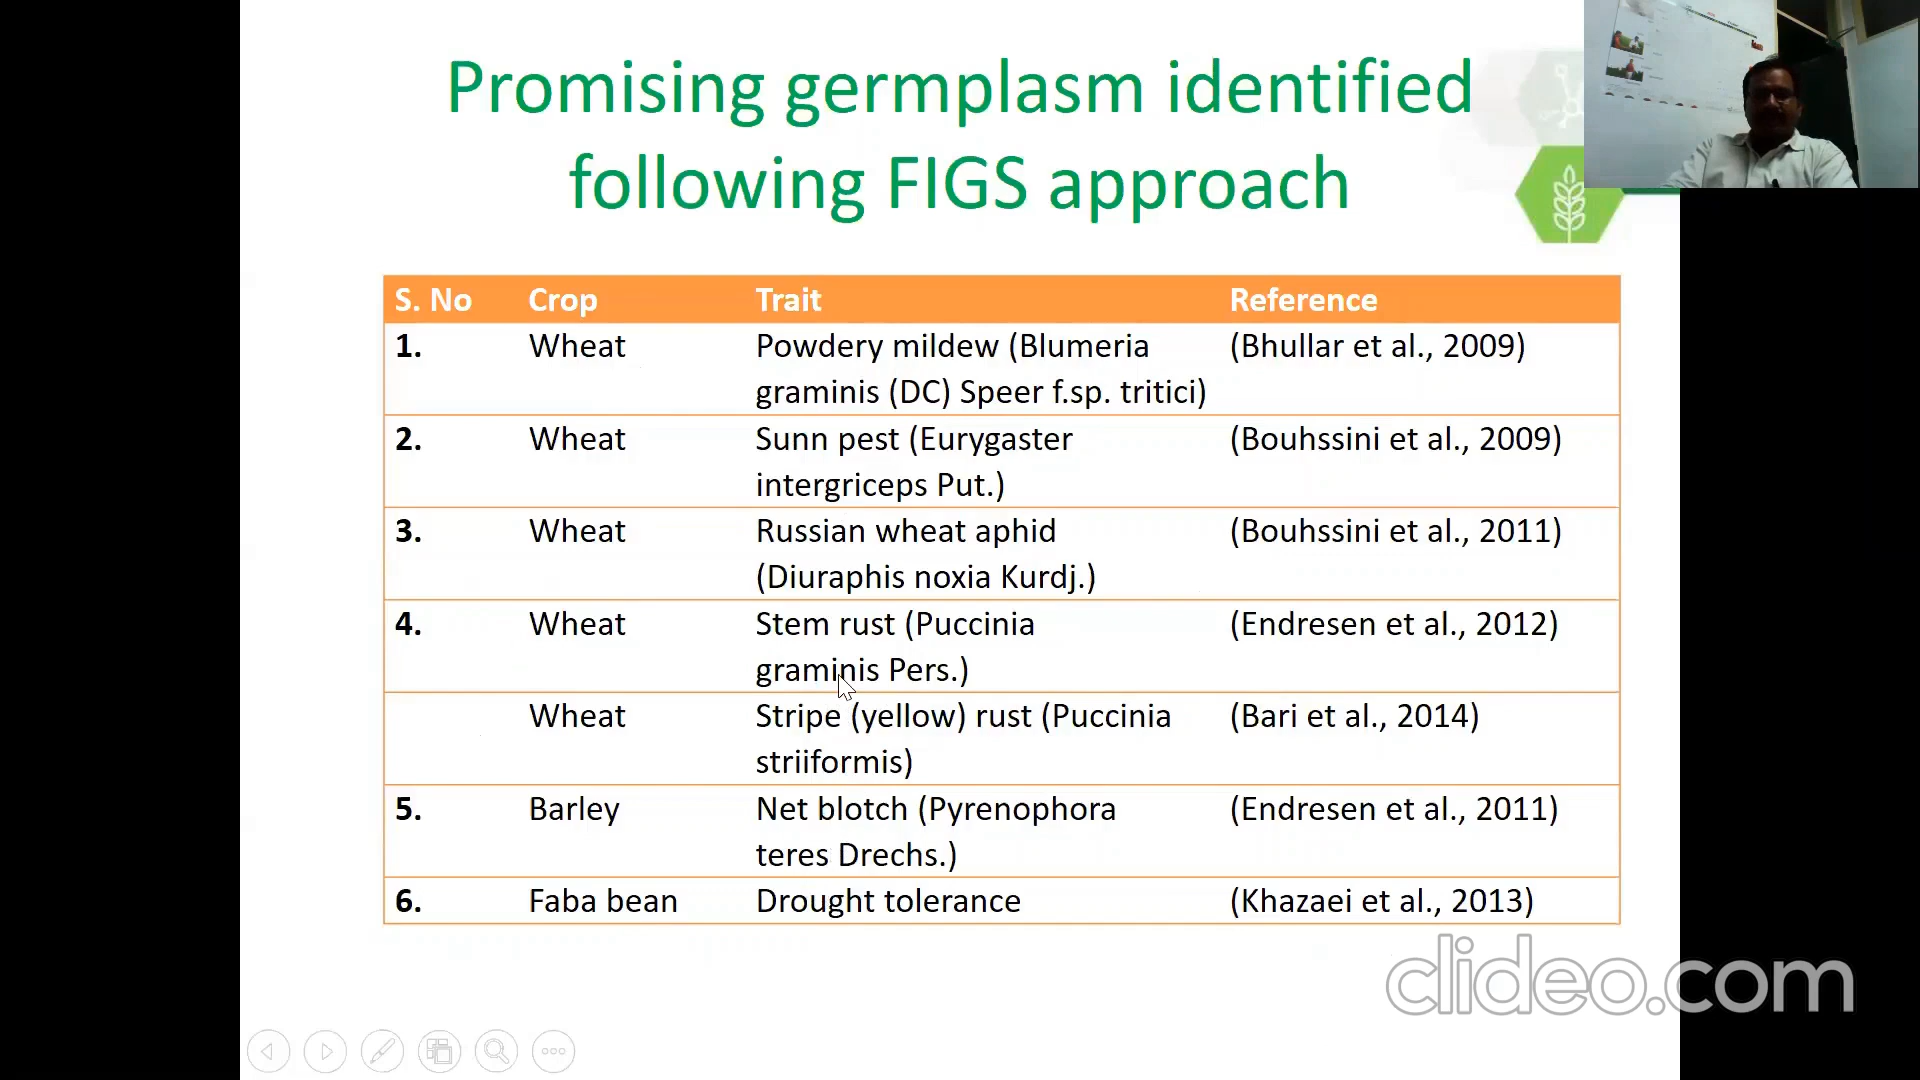 Promising germplasm identified
following FIGS approach
S. No Crop Trait Reference
1. Wheat Powdery mildew (Blumeria (Bhullar et al., 2009)
graminis (DC) Speer f.sp. tritici)
2. Wheat Sunn pest (Eurygaster (Bouhssini et al., 2009)
intergriceps Put.)
3. Wheat Russian wheat aphid (Bouhssini et al., 2011)
(Diuraphis noxia Kurdj.)
4. Wheat Stem rust (Puccinia (Endresen et al., 2012)
graminis Pers.)
Wheat Stripe (yellow) rust (Puccinia (Bari et al., 2014)
striiformis)
5. Barley Net blotch (Pyrenophora (Endresen et al., 2011)
teres Drechs.)
6. Faba bean Drought tolerance (Khazaei et al., 2013)
clideo.com